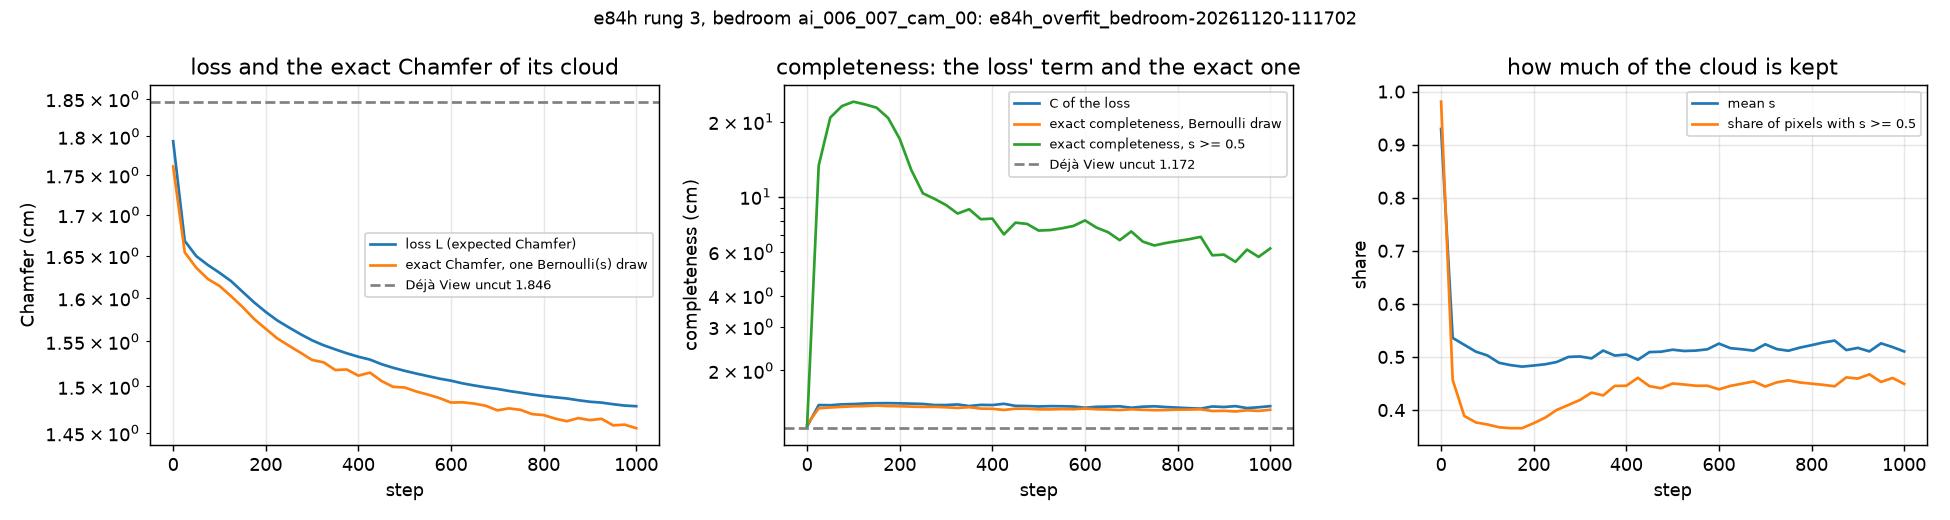 e84h rung 3, bedroom ai_006_007_cam_00: e84h_overfit_bedroom-20261120-111702
loss and the exact Chamfer of its cloud
Chamfer (cm)
1.85 × 10⁰
1.8 × 10⁰
1.75 × 10⁰
1.7 × 10⁰
1.65 × 10⁰
1.6 × 10⁰
1.55 × 10⁰
1.5 × 10⁰
1.45 × 10⁰
loss L (expected Chamfer)
exact Chamfer, one Bernoulli(s) draw
Déjà View uncut 1.846
0 200 400 600 800 1000
step
completeness: the loss' term and the exact one
completeness (cm)
2 × 10¹
10¹
6 × 10⁰
4 × 10⁰
3 × 10⁰
2 × 10⁰
C of the loss
exact completeness, Bernoulli draw
exact completeness, s >= 0.5
Déjà View uncut 1.172
0 200 400 600 800 1000
step
how much of the cloud is kept
share
1.0
0.9
0.8
0.7
0.6
0.5
0.4
mean s
share of pixels with s >= 0.5
0 200 400 600 800 1000
step